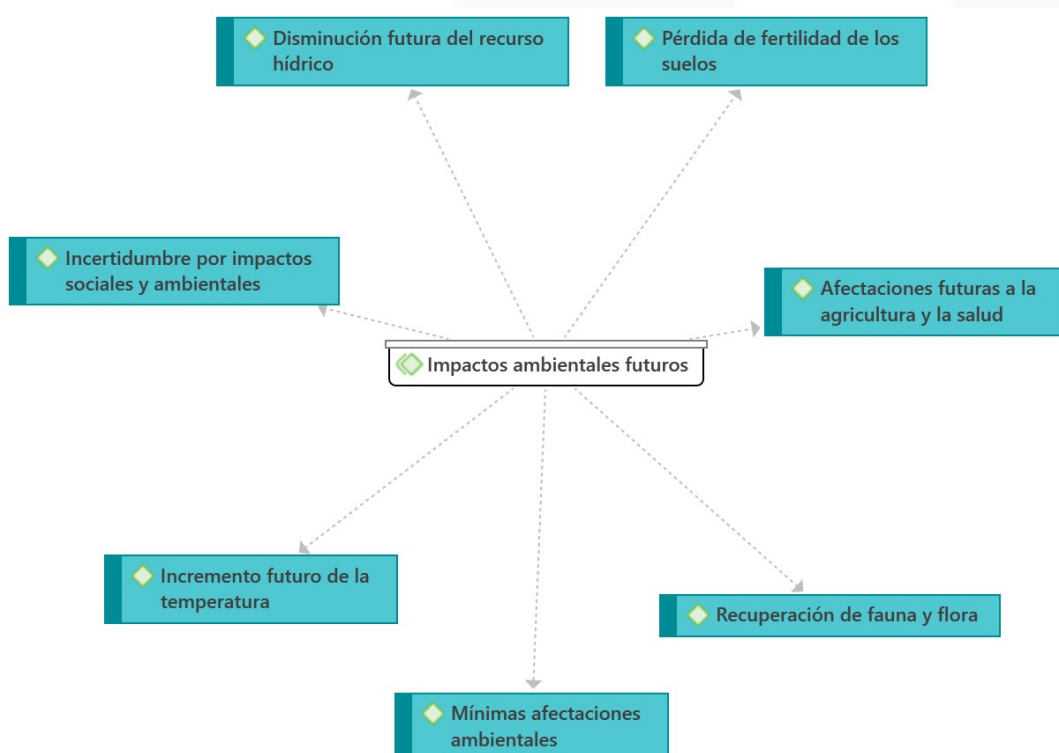 Disminución futura del recurso
hídrico
Pérdida de fertilidad de los
suelos
Incertidumbre por impactos
sociales y ambientales
Afectaciones futuras a la
agricultura y la salud
Impactos ambientales futuros
Incremento futuro de la
temperatura
Recuperación de fauna y flora
Mínimas afectaciones
ambientales